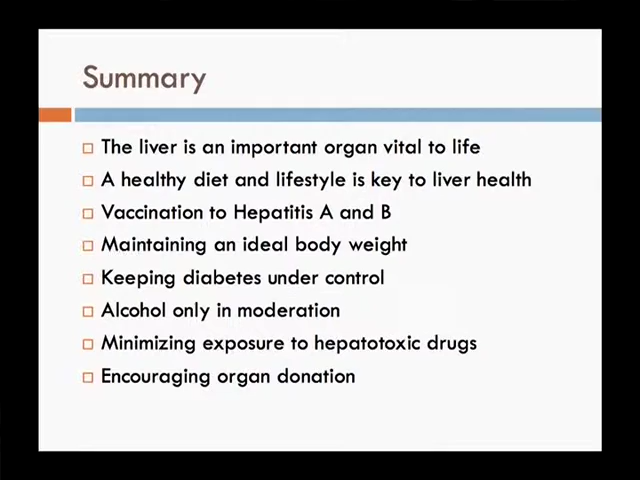 Summary
The liver is an important organ vital to life
A healthy diet and lifestyle is key to liver health
Vaccination to Hepatitis A and B
Maintaining an ideal body weight
Keeping diabetes under control
Alcohol only in moderation
Minimizing exposure to hepatotoxic drugs
Encouraging organ donation